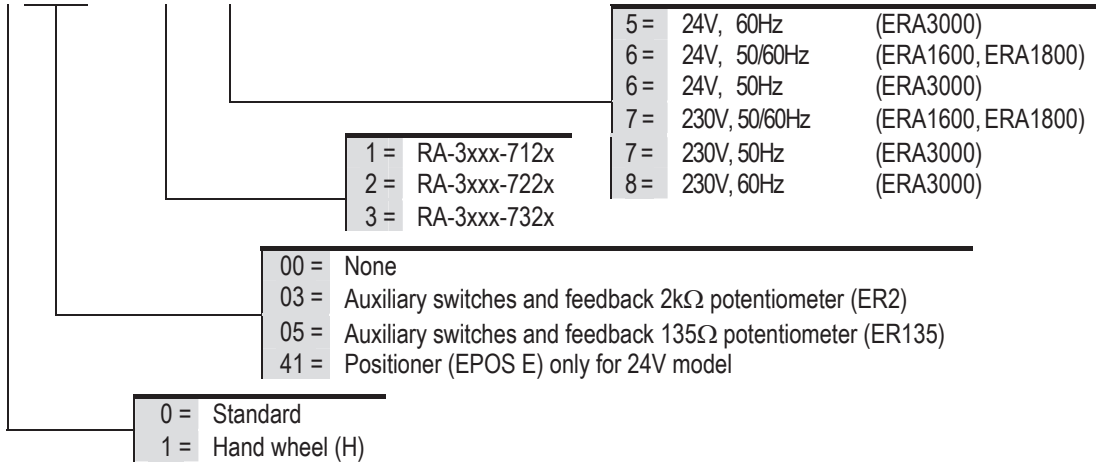 5 = 24V, 60Hz (ERA3000)
6 = 24V, 50/60Hz (ERA1600, ERA1800)
6 = 24V, 50Hz (ERA3000)
7 = 230V, 50/60Hz (ERA1600, ERA1800)
7 = 230V, 50Hz (ERA3000)
8 = 230V, 60Hz (ERA3000)
1 = RA-3xxx-712x
2 = RA-3xxx-722x
3 = RA-3xxx-732x
00 = None
03 = Auxiliary switches and feedback 2kΩ potentiometer (ER2)
05 = Auxiliary switches and feedback 135Ω potentiometer (ER135)
41 = Positioner (EPOS E) only for 24V model
0 = Standard
1 = Hand wheel (H)